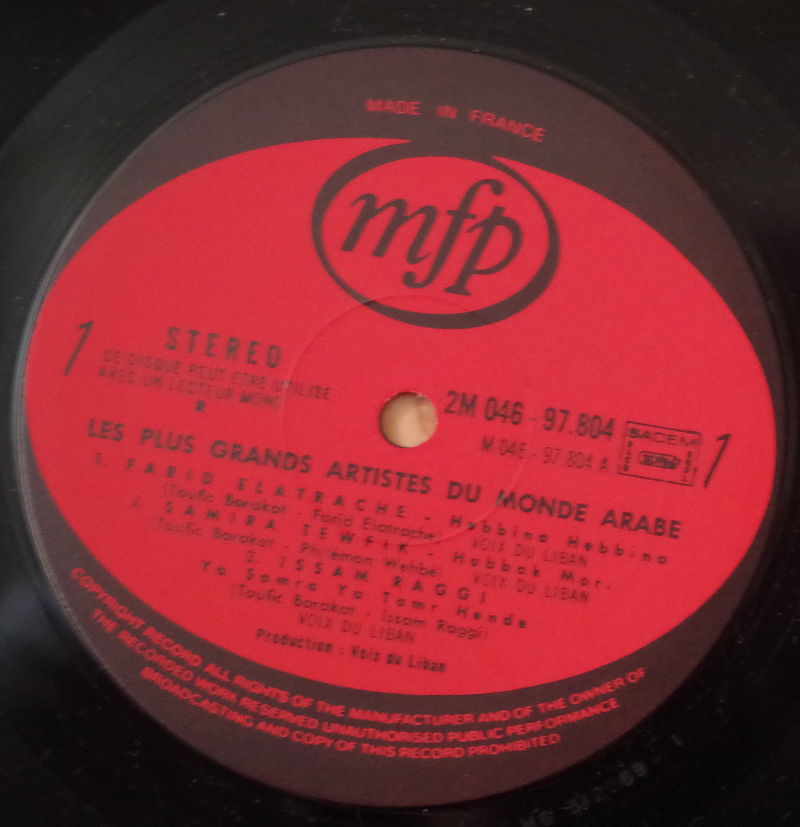 MADE IN FRANCE
mfp
1
STEREO
CE DISQUE PEUT ETRE UTILISE
AVEC UN LECTEUR MONO
2M 046 - 97.804
M 046 - 97.804 A
SACEM
1
LES PLUS GRANDS ARTISTES DU MONDE ARABE
1. FARID ELATRACHE - Hebbina Hebbina
(Toufic Barakat - Farid Elatrache) VOIX DU LIBAN
2. SAMIRA TEWFIK - Habbak Morr
Toufic Barakat - Philémon Wehbé) VOIX DU LIBAN
3. ISSAM RAGGI
Ya Samra Ya Tamr Hende
(Toufic Barakat - Issam Raggi)
VOIX DU LIBAN
Production : Voix du Liban
COPYRIGHT RECORD ALL RIGHTS OF THE MANUFACTURER AND OF THE OWNER OF
THE RECORDED WORK RESERVED UNAUTHORISED PUBLIC PERFORMANCE
BROADCASTING AND COPY OF THIS RECORD PROHIBITED